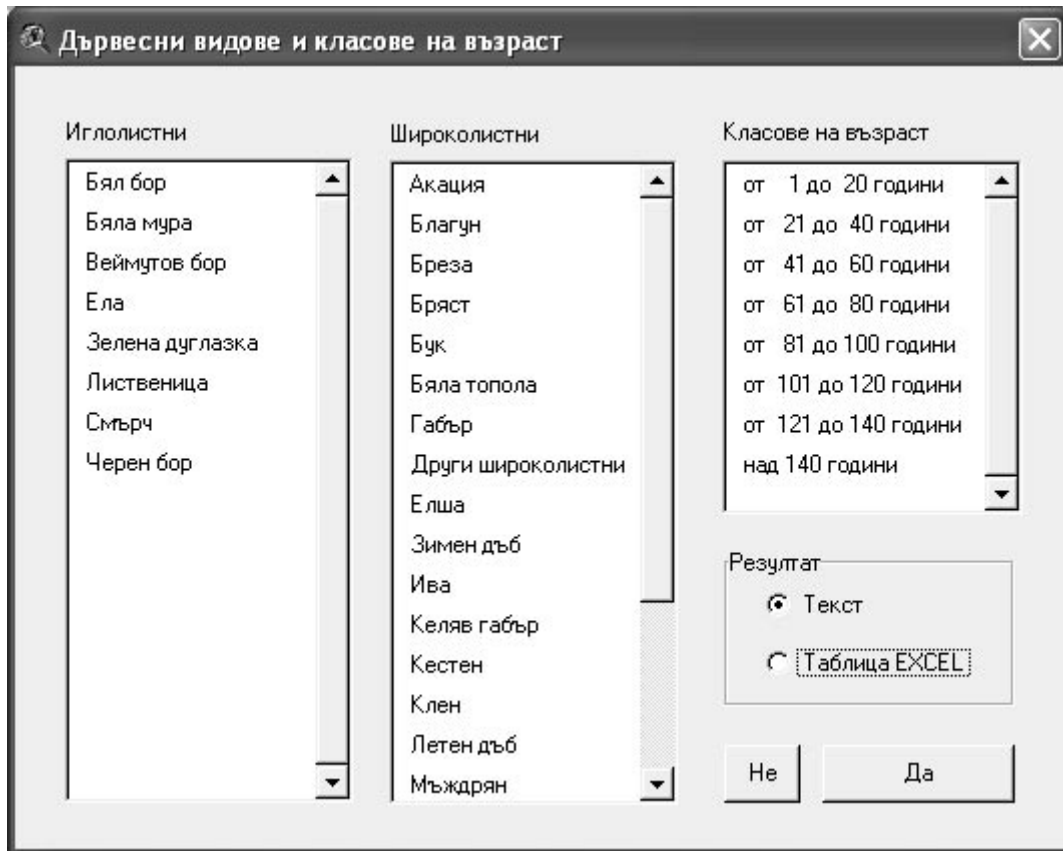 Дървесни видове и класове на възраст
Иглолистни
Бял бор
Бяла мура
Веймутов бор
Ела
Зелена дуглазка
Лиственица
Смърч
Черен бор
Широколистни
Акация
Благун
Бреза
Бряст
Бук
Бяла топола
Габър
Други широколистни
Елша
Зимен дъб
Ива
Келяв габър
Кестен
Клен
Летен дъб
Мъждрян
Класове на възраст
от 1 до 20 години
от 21 до 40 години
от 41 до 60 години
от 61 до 80 години
от 81 до 100 години
от 101 до 120 години
от 121 до 140 години
над 140 години
Резултат
Текст
Таблица EXCEL
Не
Да